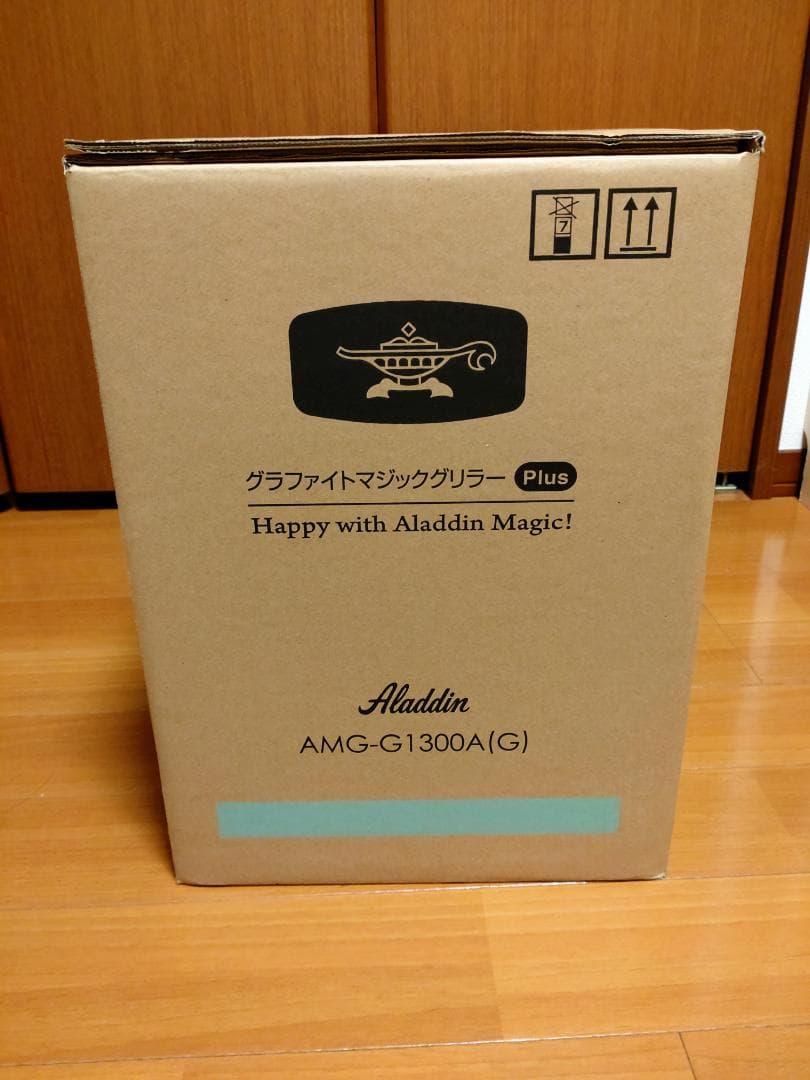 7
グラファイトマジックグリラー Plus
Happy with Aladdin Magic!
Aladdin
AMG-G1300A(G)